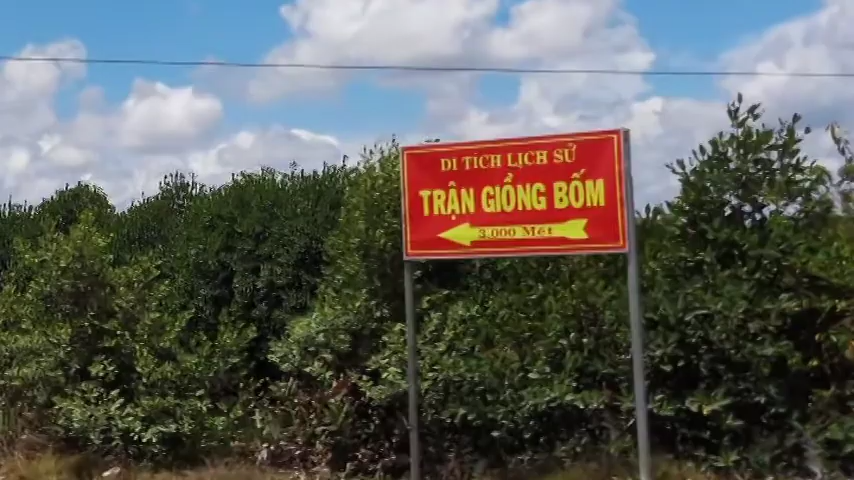 DI TÍCH LỊCH SỬ
TRẬN GIỒNG BỐM
3.000 Mét